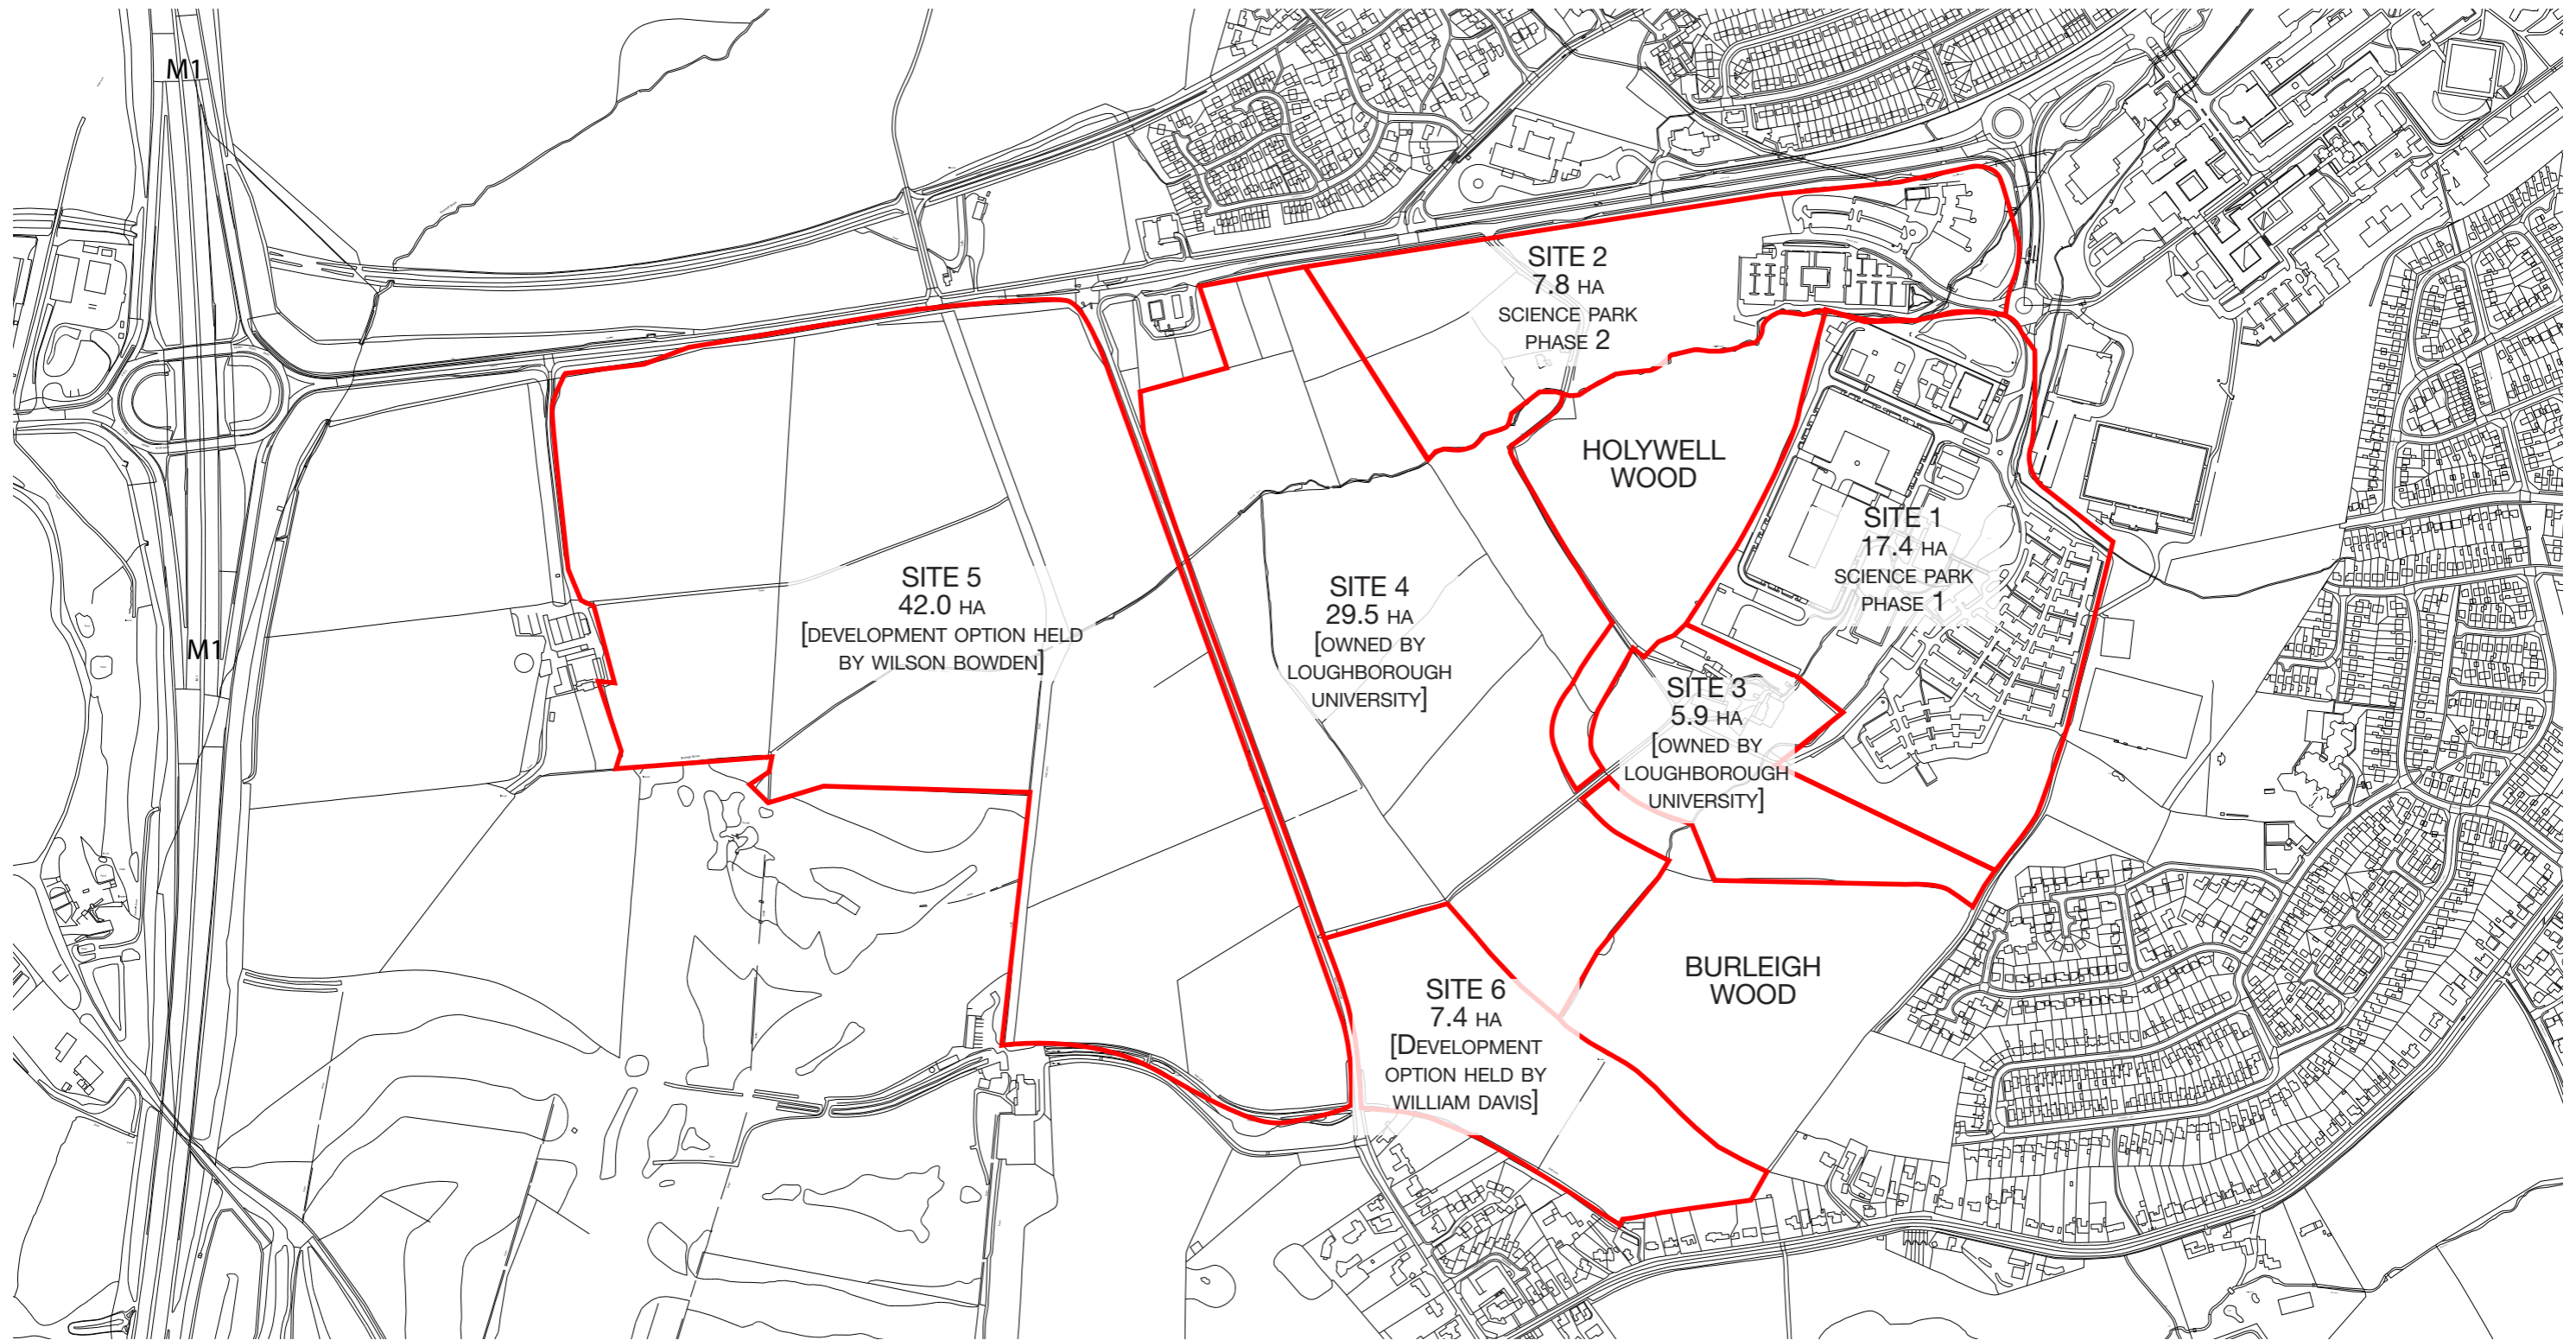 M1
M1
SITE 2
7.8 HA
SCIENCE PARK
PHASE 2
HOLYWELL
WOOD
SITE 1
17.4 HA
SCIENCE PARK
PHASE 1
SITE 5
42.0 HA
[DEVELOPMENT OPTION HELD
BY WILSON BOWDEN]
SITE 4
29.5 HA
[OWNED BY
LOUGHBOROUGH
UNIVERSITY]
SITE 3
5.9 HA
[OWNED BY
LOUGHBOROUGH
UNIVERSITY]
BURLEIGH
WOOD
SITE 6
7.4 HA
[DEVELOPMENT
OPTION HELD BY
WILLIAM DAVIS]